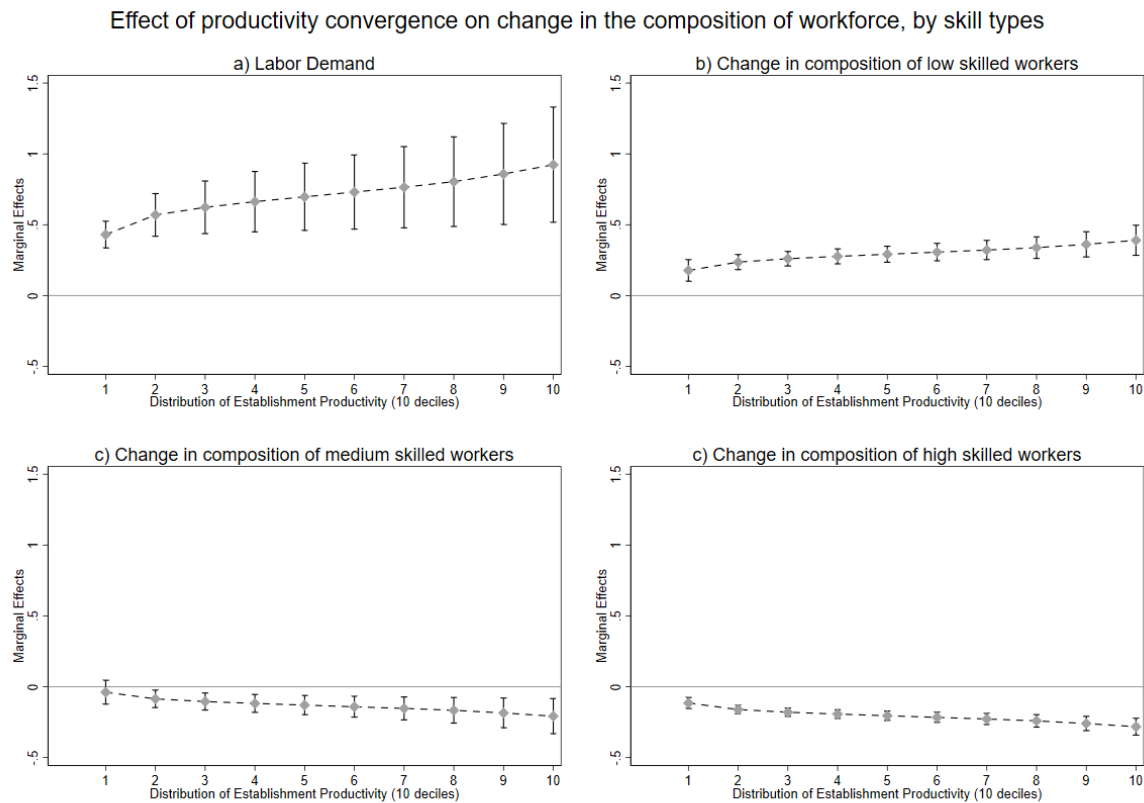 Effect of productivity convergence on change in the composition of workforce, by skill types
a) Labor Demand
Marginal Effects
1.5
1
.5
0
-.5
1 2 3 4 5 6 7 8 9 10
Distribution of Establishment Productivity (10 deciles)
b) Change in composition of low skilled workers
Marginal Effects
1.5
1
.5
0
-.5
1 2 3 4 5 6 7 8 9 10
Distribution of Establishment Productivity (10 deciles)
c) Change in composition of medium skilled workers
Marginal Effects
1.5
1
.5
0
-.5
1 2 3 4 5 6 7 8 9 10
Distribution of Establishment Productivity (10 deciles)
c) Change in composition of high skilled workers
Marginal Effects
1.5
1
.5
0
-.5
1 2 3 4 5 6 7 8 9 10
Distribution of Establishment Productivity (10 deciles)